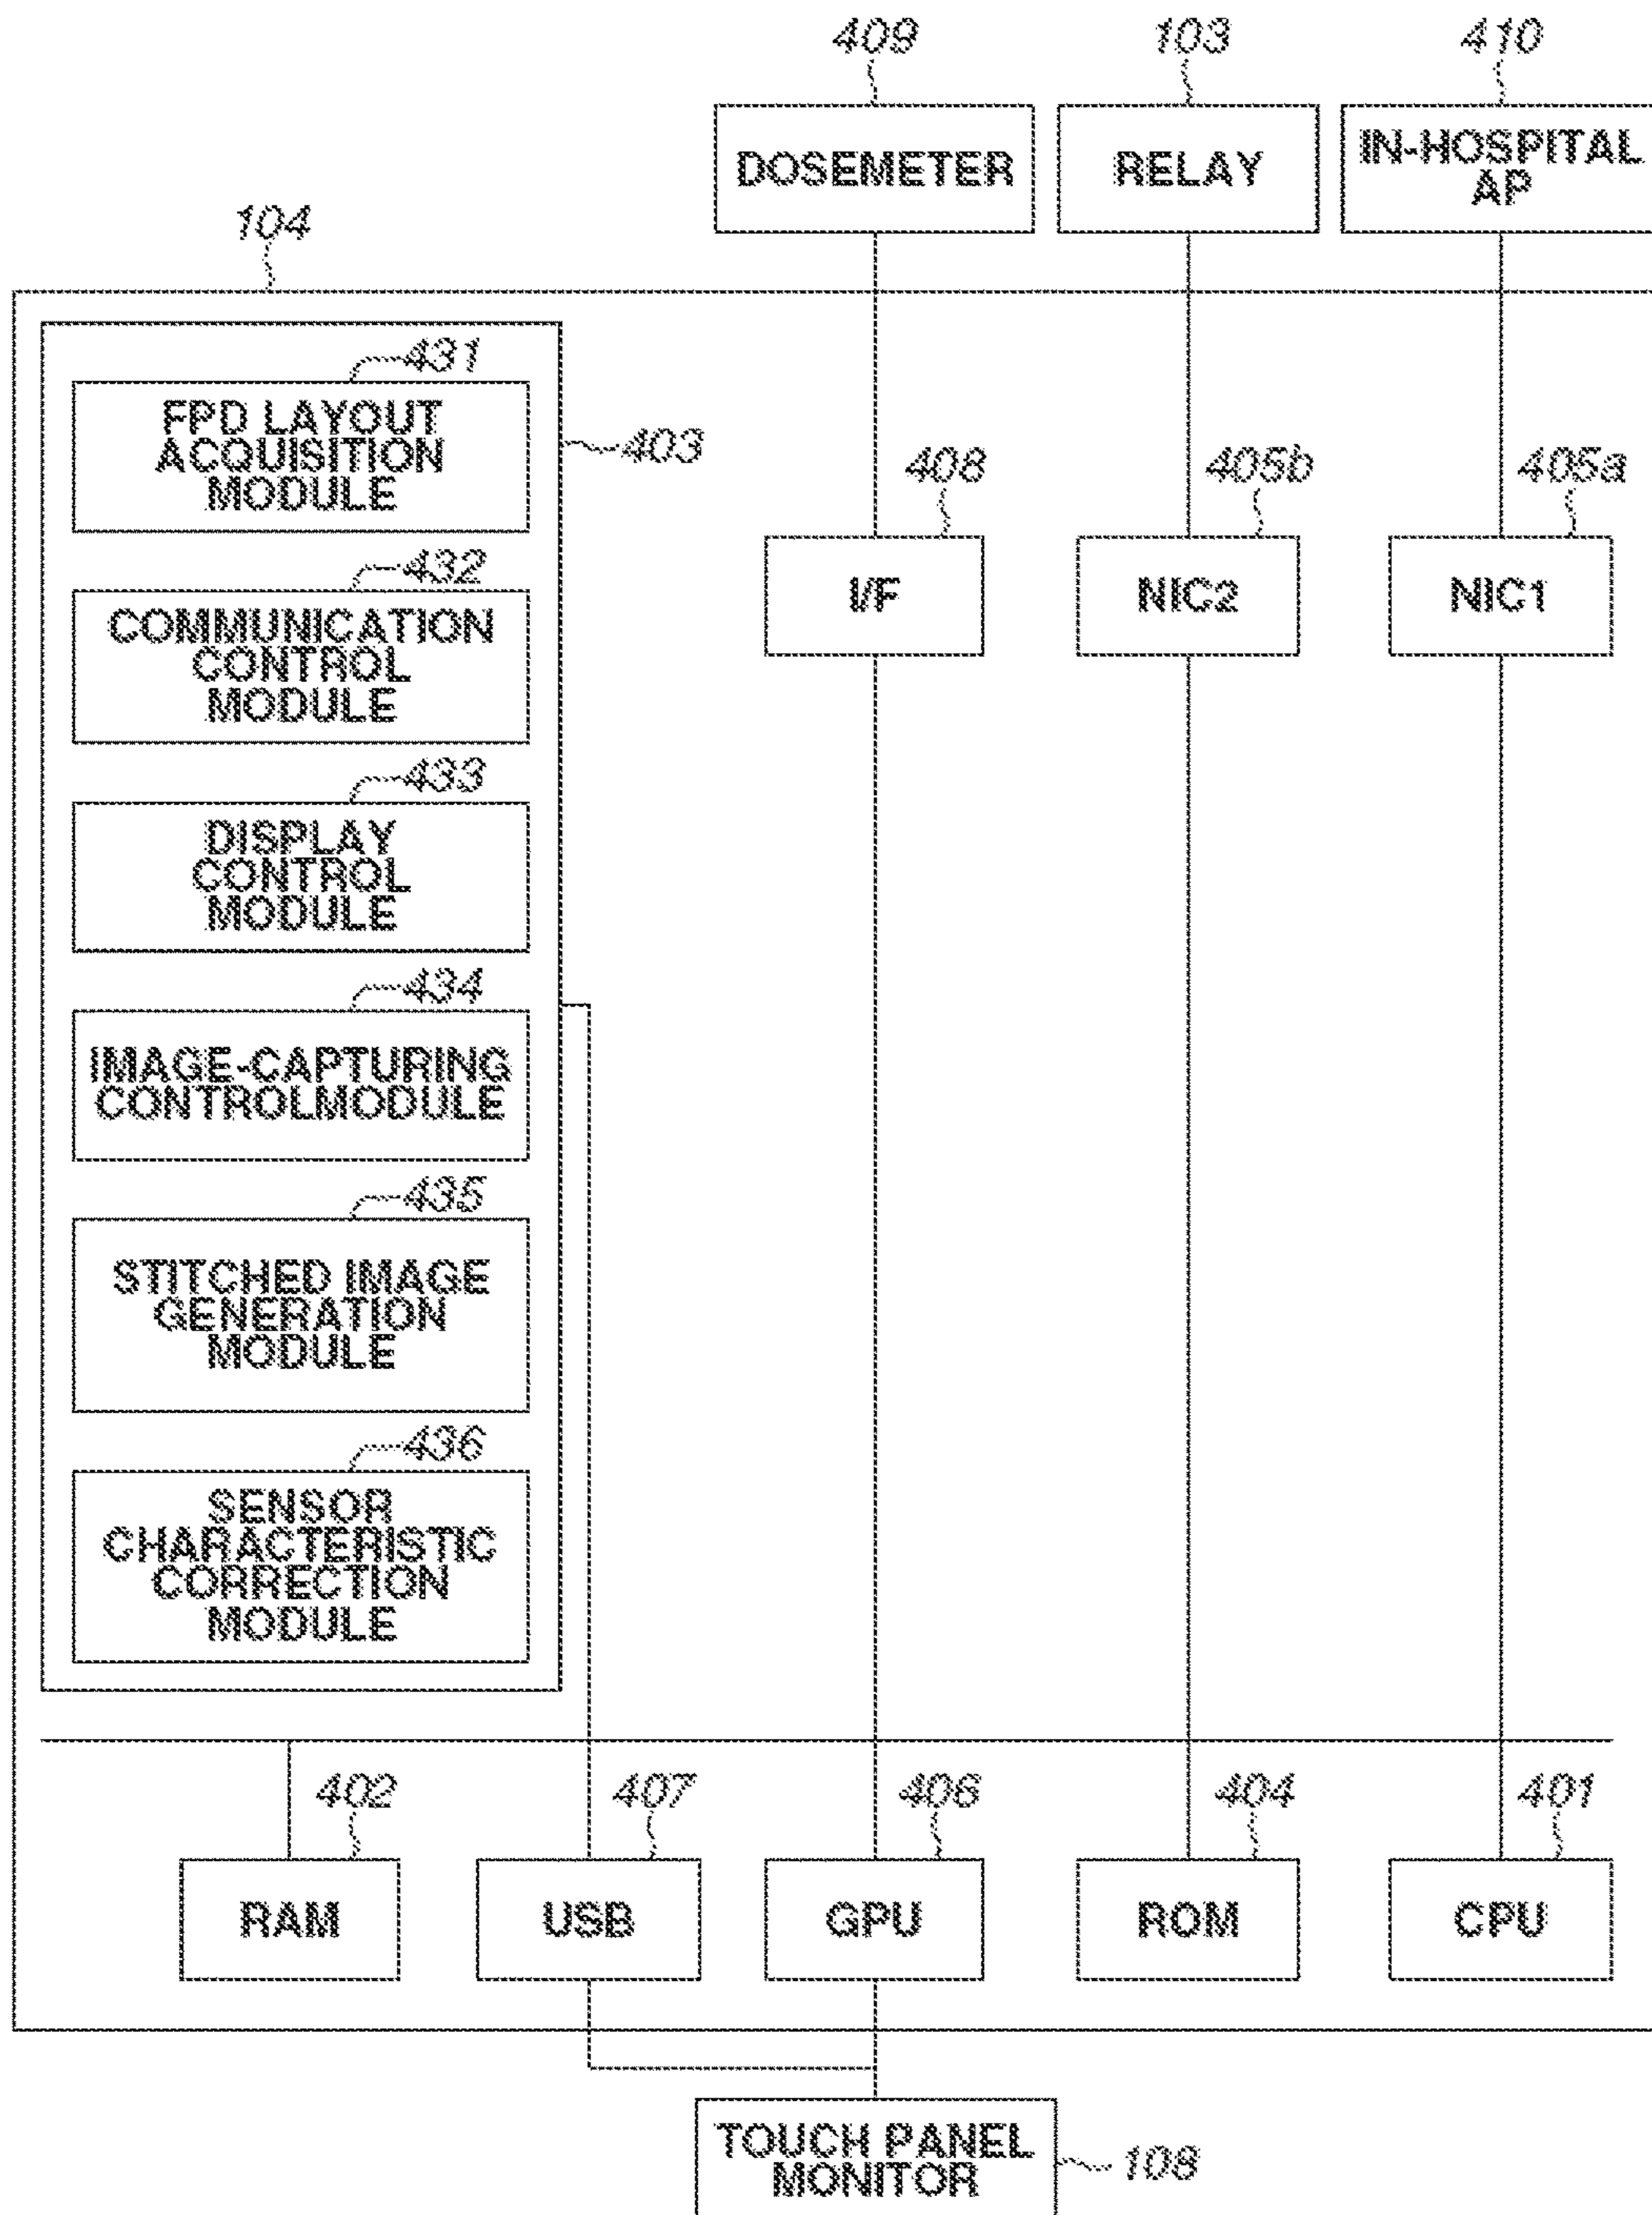 409
103
410
DOSEMETER
RELAY
IN-HOSPITAL
AP
104
431
FPD LAYOUT
ACQUISITION
MODULE
403
408
405b
405a
I/F
NIC2
NIC1
432
COMMUNICATION
CONTROL
MODULE
433
DISPLAY
CONTROL
MODULE
434
IMAGE-CAPTURING
CONTROLMODULE
435
STITCHED IMAGE
GENERATION
MODULE
436
SENSOR
CHARACTERISTIC
CORRECTION
MODULE
402
407
406
404
401
RAM
USB
GPU
ROM
CPU
TOUCH PANEL
MONITOR
108